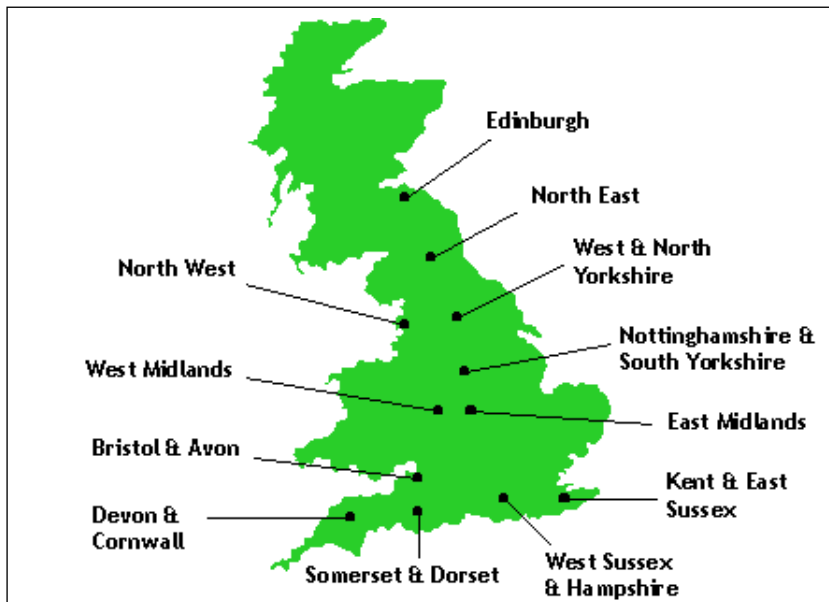 Edinburgh
North East
West & North
Yorkshire
North West
Nottinghamshire &
South Yorkshire
West Midlands
East Midlands
Bristol & Avon
Kent & East
Sussex
Devon &
Cornwall
Somerset & Dorset
West Sussex
& Hampshire